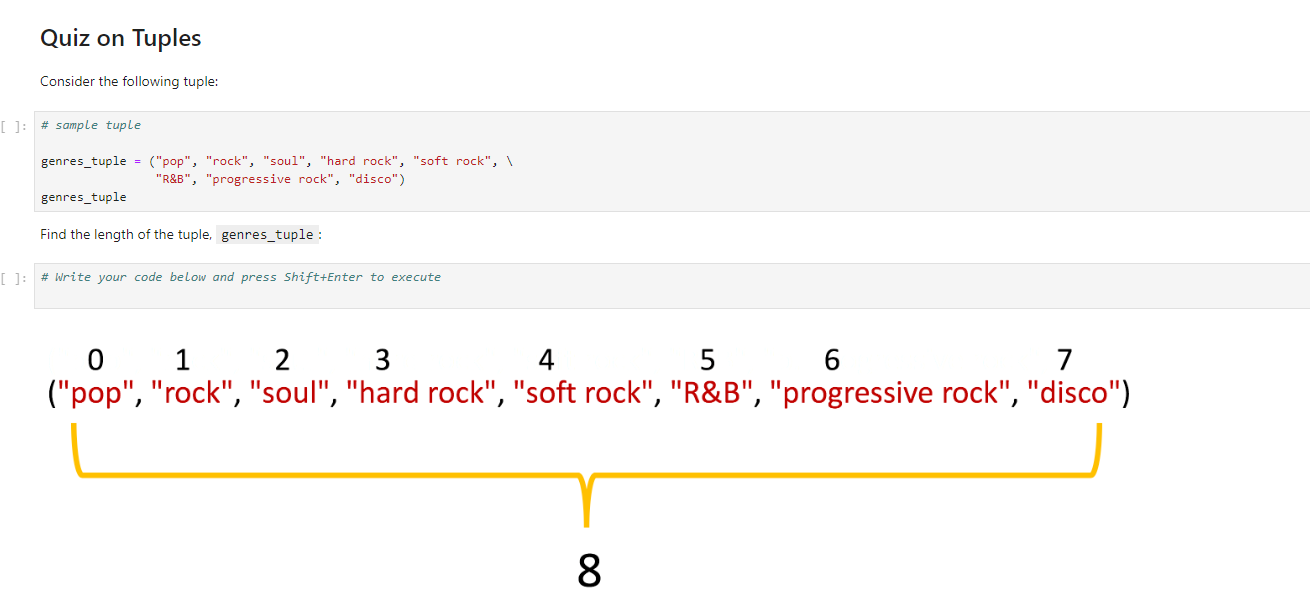 Quiz on Tuples
Consider the following tuple:
[ ]: # sample tuple
genres_tuple = ("pop", "rock", "soul", "hard rock", "soft rock", \
"R&B", "progressive rock", "disco")
genres_tuple
Find the length of the tuple, genres_tuple :
[ ]: # Write your code below and press Shift+Enter to execute
0 1 2 3 4 5 6 7
("pop", "rock", "soul", "hard rock", "soft rock", "R&B", "progressive rock", "disco")
8